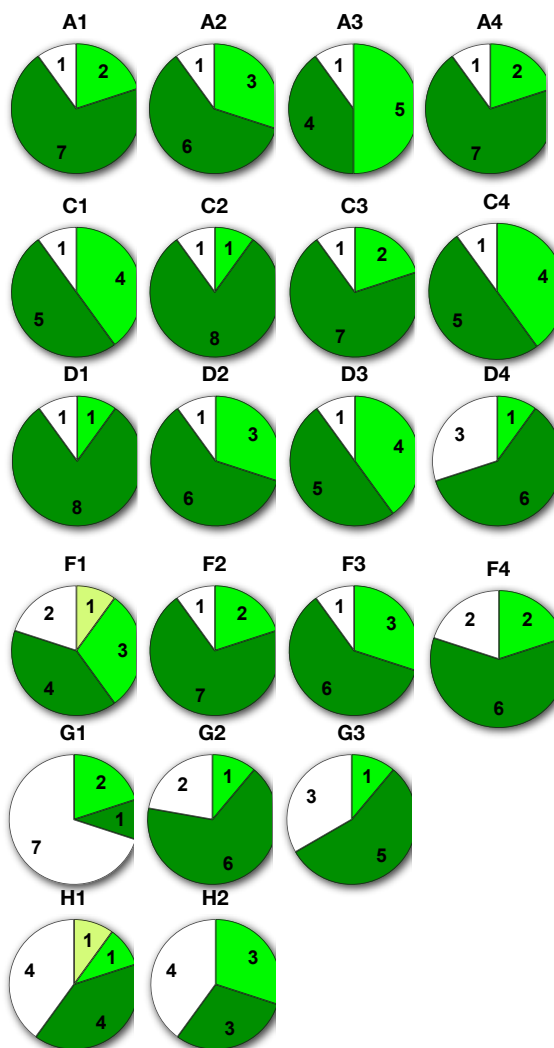 A1 A2 A3 A4
1 2 1 3 1 1 2
4 5
7 6 7
C1 C2 C3 C4
1 4 1 1 1 2 1 4
5 8 7 5
D1 D2 D3 D4
1 1 1 3 1 4 3 1
8 6 5 6
F1 F2 F3 F4
2 1 3 1 2 1 3 2 2
4 7 6 6
G1 G2 G3
2 2 1 3 1
7 1 6 5
H1 H2
4 1 1 4 3
4 3